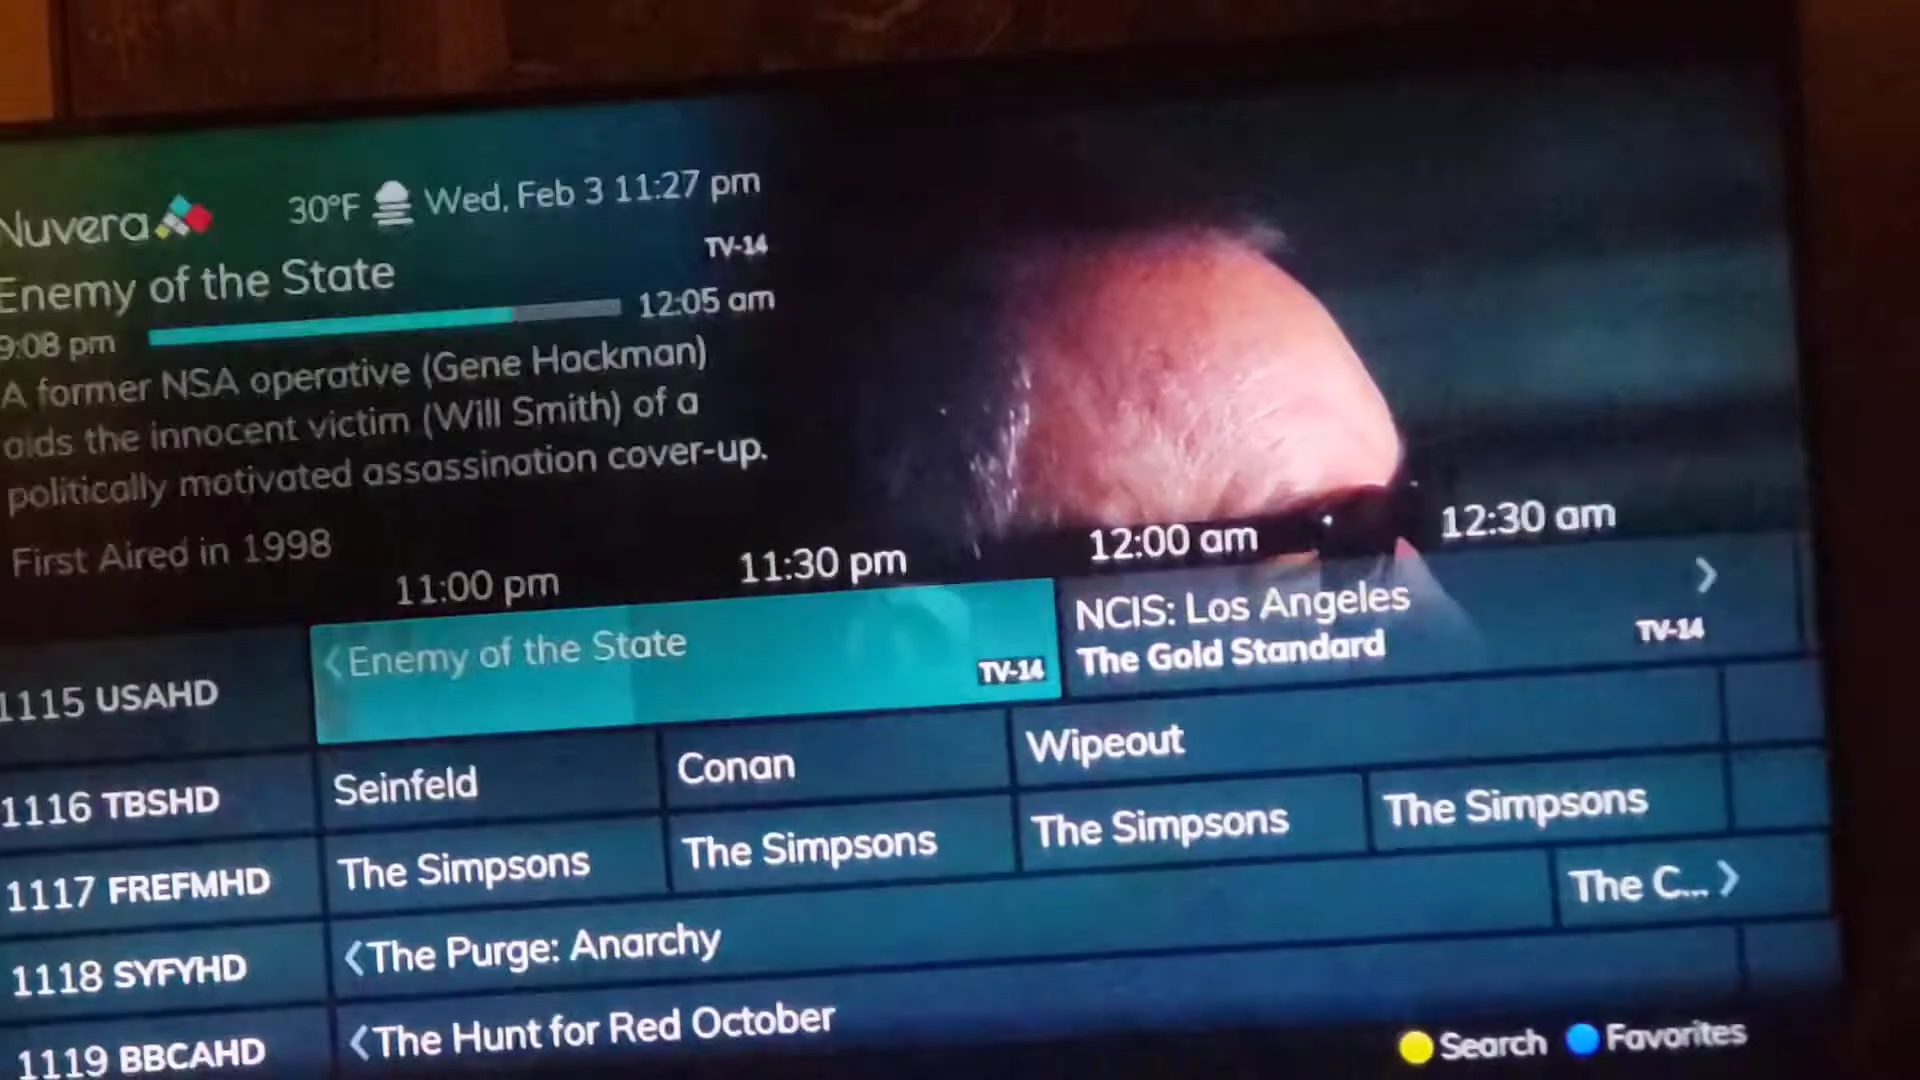 Nuvera
30°F Wed, Feb 3 11:27 pm
TV-14
Enemy of the State
9:08 pm 12:05 am
A former NSA operative (Gene Hackman)
aids the innocent victim (Will Smith) of a
politically motivated assassination cover-up.
First Aired in 1998
11:00 pm 11:30 pm 12:00 am 12:30 am
1115 USAHD Enemy of the State TV-14 NCIS: Los Angeles
The Gold Standard TV-14
1116 TBSHD Seinfeld Conan Wipeout
1117 FREFMHD The Simpsons The Simpsons The Simpsons The Simpsons
1118 SYFYHD The Purge: Anarchy The C...
1119 BBCAHD The Hunt for Red October
Search Favorites